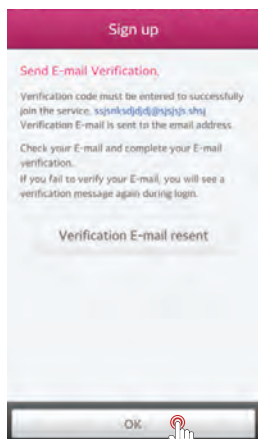 Sign up
Send E-mail Verification.
Verification code must be entered to successfully
join the service. ssjsnksdjdjdj@sjsjsjs.shsj
Verification E-mail is sent to the email address.
Check your E-mail and complete your E-mail
verification.
If you fail to verify your E-mail, you will see a
verification message again during login.
Verification E-mail resent
OK